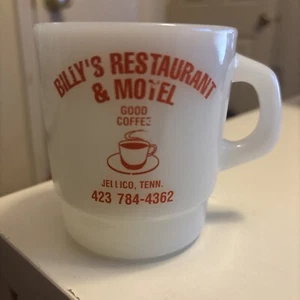 BILLY'S RESTAURANT
& MOTEL
GOOD
COFFEE
JELLICO, TENN.
423 784-4362